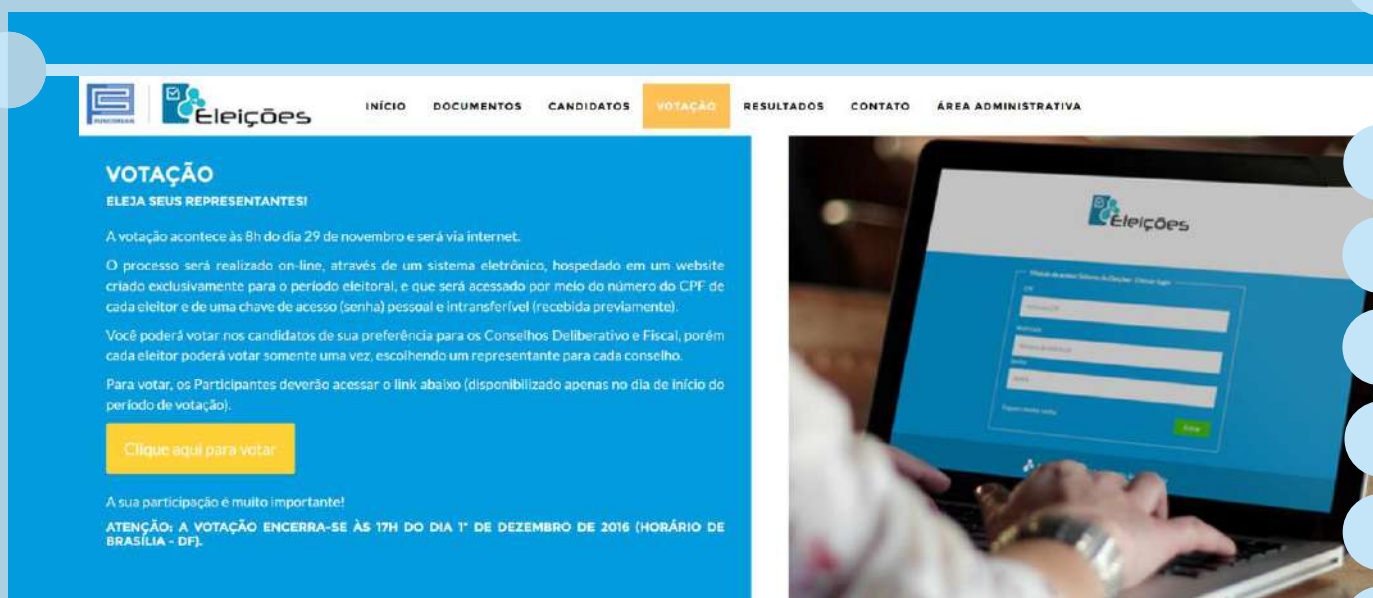 Eleições
INÍCIO DOCUMENTOS CANDIDATOS VOTAÇÃO RESULTADOS CONTATO ÁREA ADMINISTRATIVA
VOTAÇÃO
ELEJA SEUS REPRESENTANTES!
A votação acontece às 8h do dia 29 de novembro e será via internet.
O processo será realizado on-line, através de um sistema eletrônico, hospedado em um website
criado exclusivamente para o período eleitoral, e que será acessado por meio do número do CPF de
cada eleitor e de uma chave de acesso (senha) pessoal e intransferível (recebida previamente).
Você poderá votar nos candidatos de sua preferência para os Conselhos Deliberativo e Fiscal, porém
cada eleitor poderá votar somente uma vez, escolhendo um representante para cada conselho.
Para votar, os Participantes deverão acessar o link abaixo (disponibilizado apenas no dia de início do
período de votação).
Clique aqui para votar
A sua participação é muito importante!
ATENÇÃO: A VOTAÇÃO ENCERRA-SE ÀS 17H DO DIA 1º DE DEZEMBRO DE 2016 (HORÁRIO DE
BRASÍLIA - DF).
Eleições
CPF
Entrar